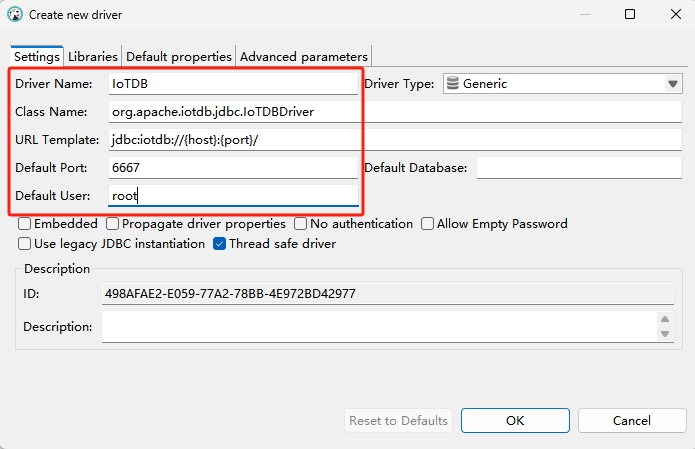 Create new driver
Settings Libraries Default properties Advanced parameters
Driver Name: IoTDB Driver Type: Generic
Class Name: org.apache.iotdb.jdbc.IoTDBDriver
URL Template: jdbc:iotdb://{host}:{port}/
Default Port: 6667 Default Database:
Default User: root
Embedded Propagate driver properties No authentication Allow Empty Password
Use legacy JDBC instantiation Thread safe driver
Description
ID: 498AFAE2-E059-77A2-78BB-4E972BD42977
Description:
Reset to Defaults OK Cancel